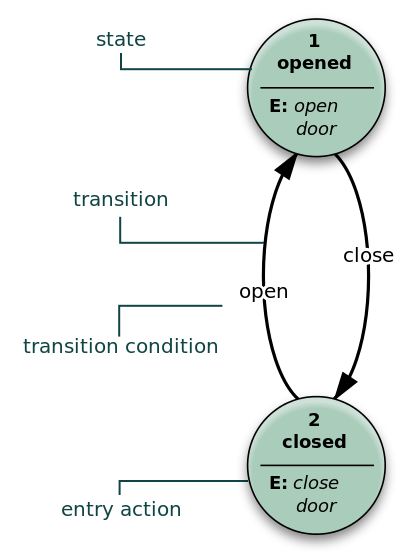 state
1
opened
E: open
door
transition
close
open
transition condition
2
closed
E: close
door
entry action